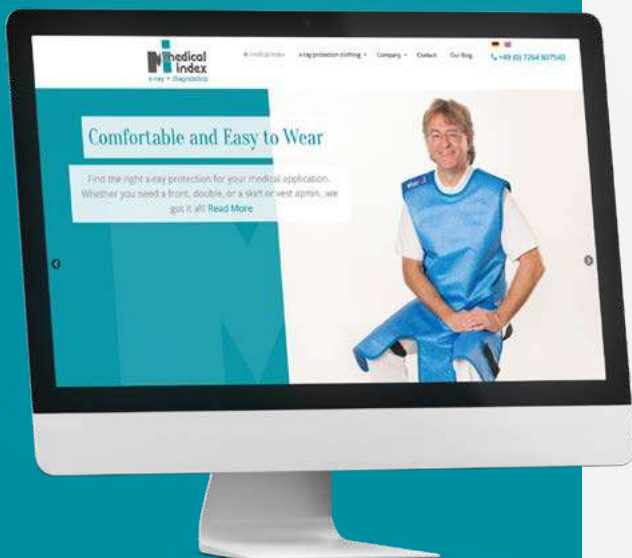 medical
index
x-ray + diagnostics
medical index
x-ray protection clothing
Company
Contact
Our Blog
+49 (0) 7264 807540
Comfortable and Easy to Wear
Find the right x-ray protection for your medical application.
Whether you need a front, double, or a skirt or vest apron...we
got it all! Read More